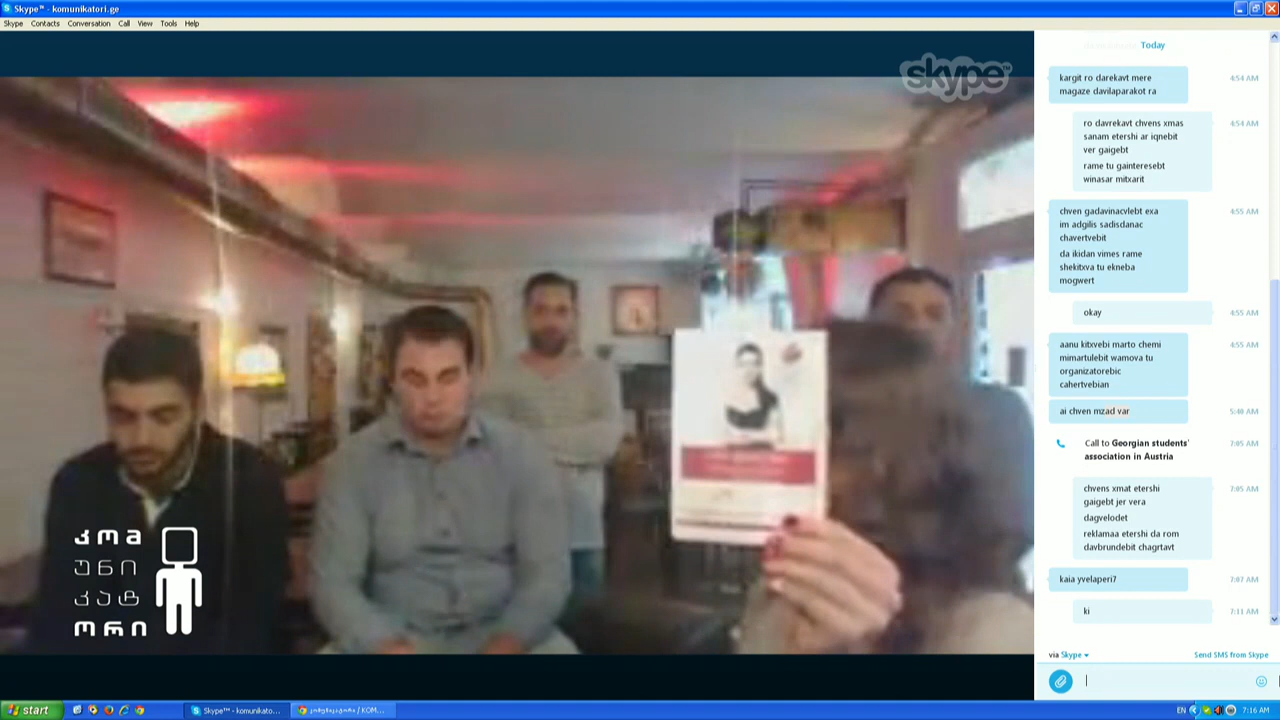 Skype™ - komunikatori.ge
Skype Contacts Conversation Call View Tools Help
skype™
Today
kargit ro darekavt mere
magaze davilaparakot ra
4:54 AM
ro davrekavt chvens xmas
sanam etershi ar iqnebit
ver gaigebt
rame tu gainteresebt
winasar mitxarit
4:54 AM
chven gadavinacvlebt exa
im adgilis sadisdanac
chavertvebit
da ikidan vimes rame
shekitxva tu ekneba
mogwert
4:55 AM
okay
4:55 AM
aanu kitxvebi marto chemi
mimartulebit wamova tu
organizatorebic
cahertvebian
4:55 AM
ai chven mzad var
5:40 AM
Call to Georgian students'
association in Austria
7:05 AM
chvens xmat etershi
gaigebt jer vera
dagvelodet
reklamaa etershi da rom
davbrundebit chagrtavt
7:05 AM
kaia yvelaperi7
7:07 AM
ki
7:11 AM
via Skype
Send SMS from Skype
კომ
უნი
კატ
ორი
start
Skype™ - komunikato...
კომუნიკატორი / KOM...
EN
7:16 AM